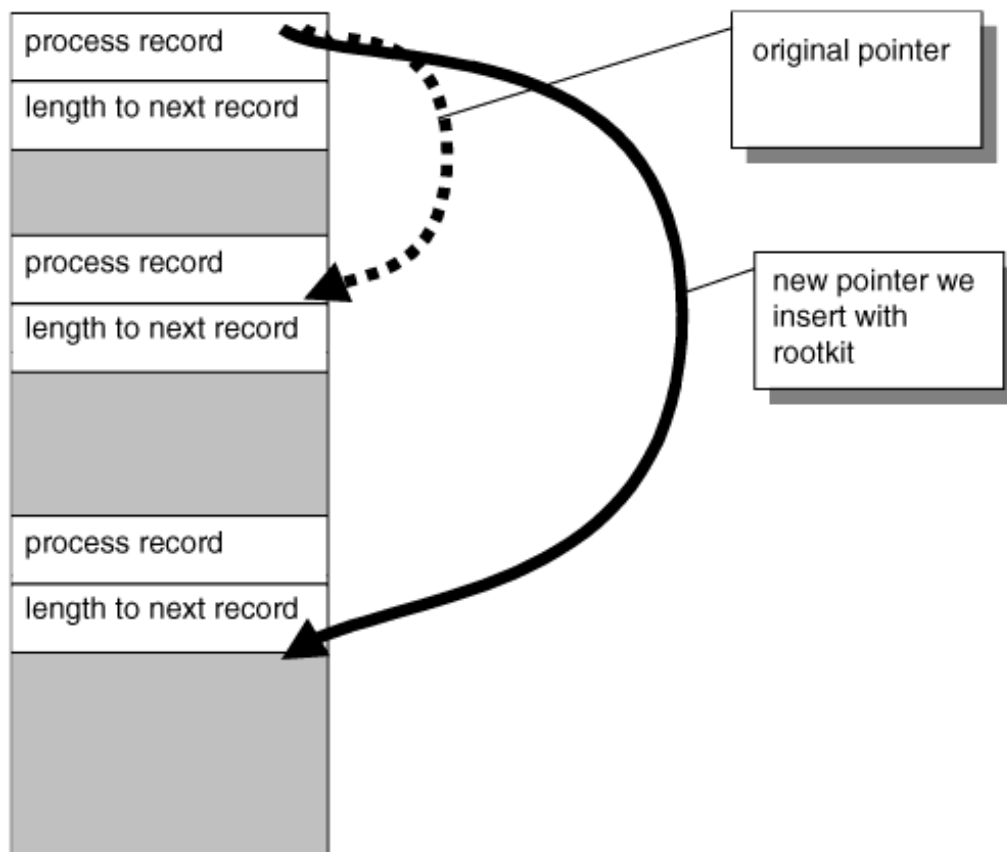 process record
length to next record
process record
length to next record
process record
length to next record
original pointer
new pointer we
insert with
rootkit